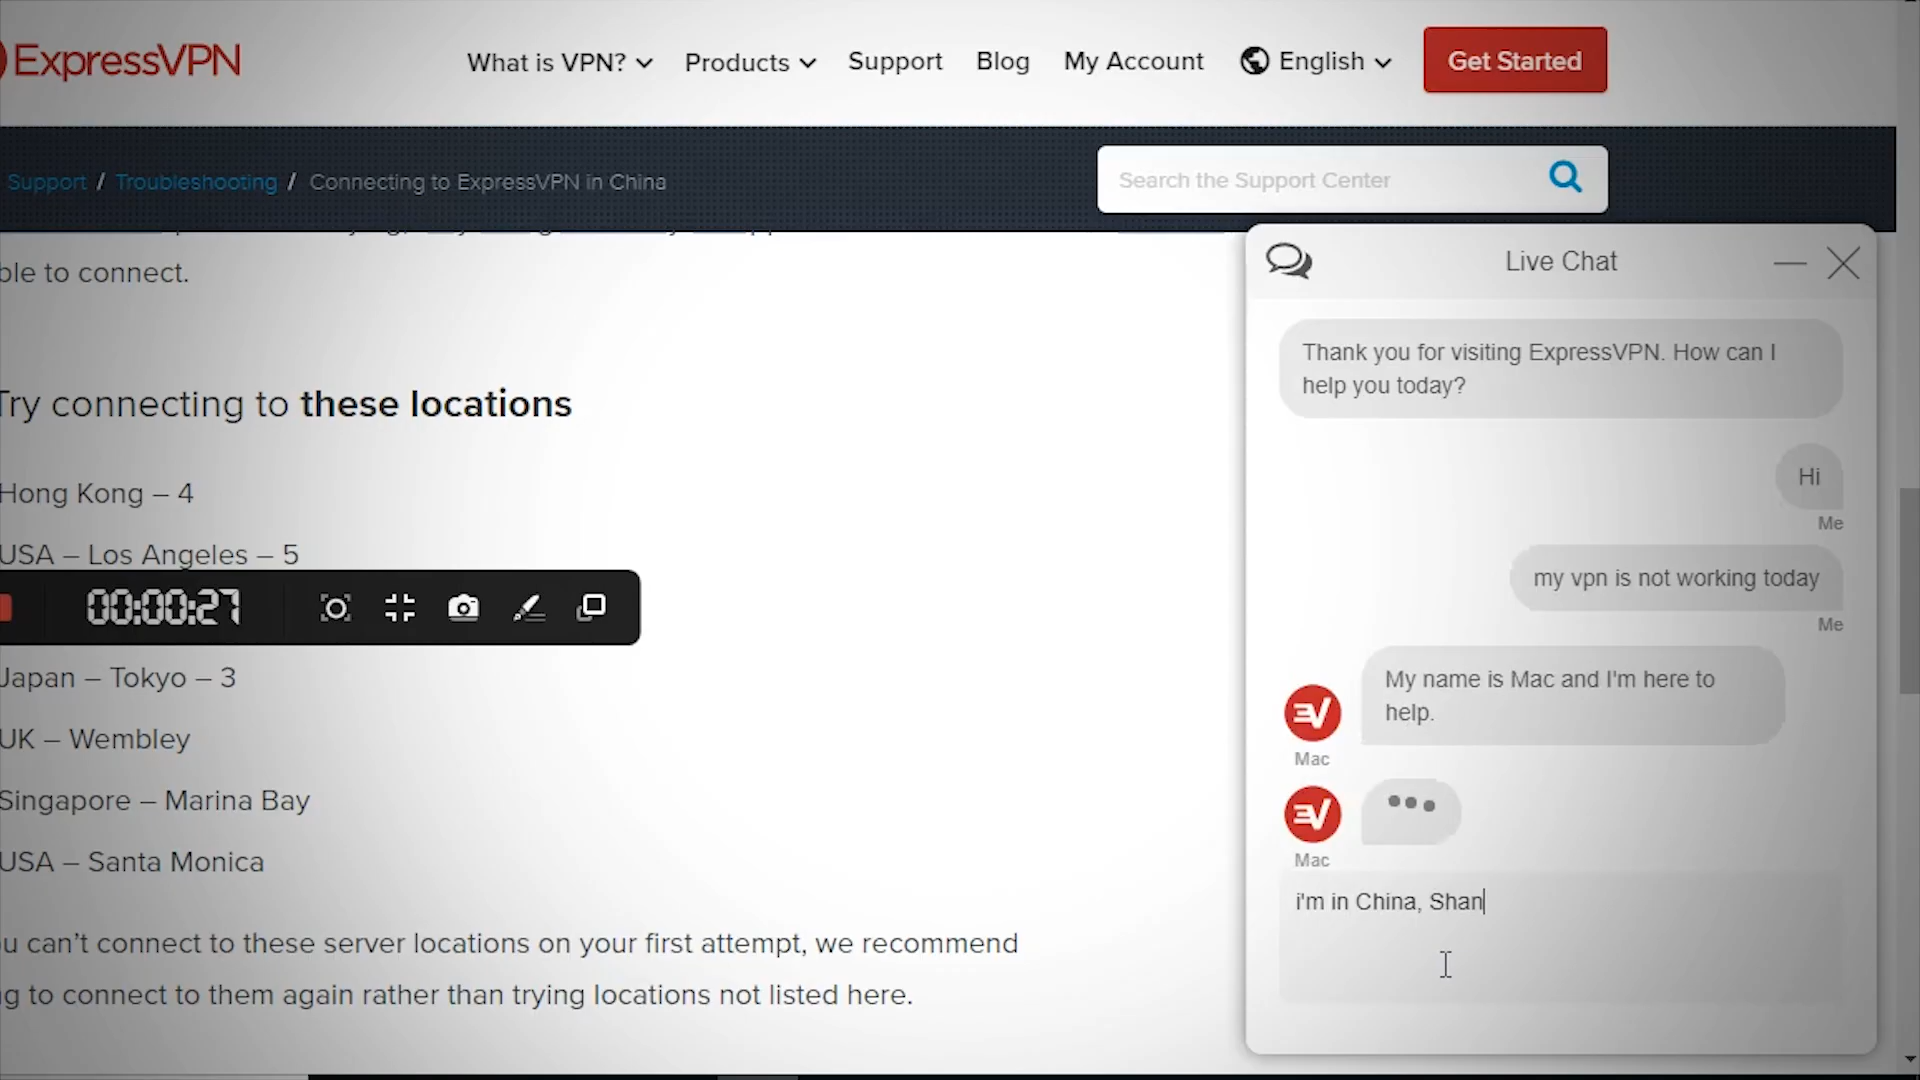 ExpressVPN
What is VPN?
Products
Support
Blog
My Account
English
Get Started
Support / Troubleshooting / Connecting to ExpressVPN in China
Search the Support Center
ble to connect.
Try connecting to these locations
Hong Kong – 4
USA – Los Angeles – 5
00:00:27
Japan – Tokyo – 3
UK – Wembley
Singapore – Marina Bay
USA – Santa Monica
u can’t connect to these server locations on your first attempt, we recommend
g to connect to them again rather than trying locations not listed here.
Live Chat
Thank you for visiting ExpressVPN. How can I
help you today?
Hi
Me
my vpn is not working today
Me
My name is Mac and I'm here to
help.
Mac
Mac
i'm in China, Shan